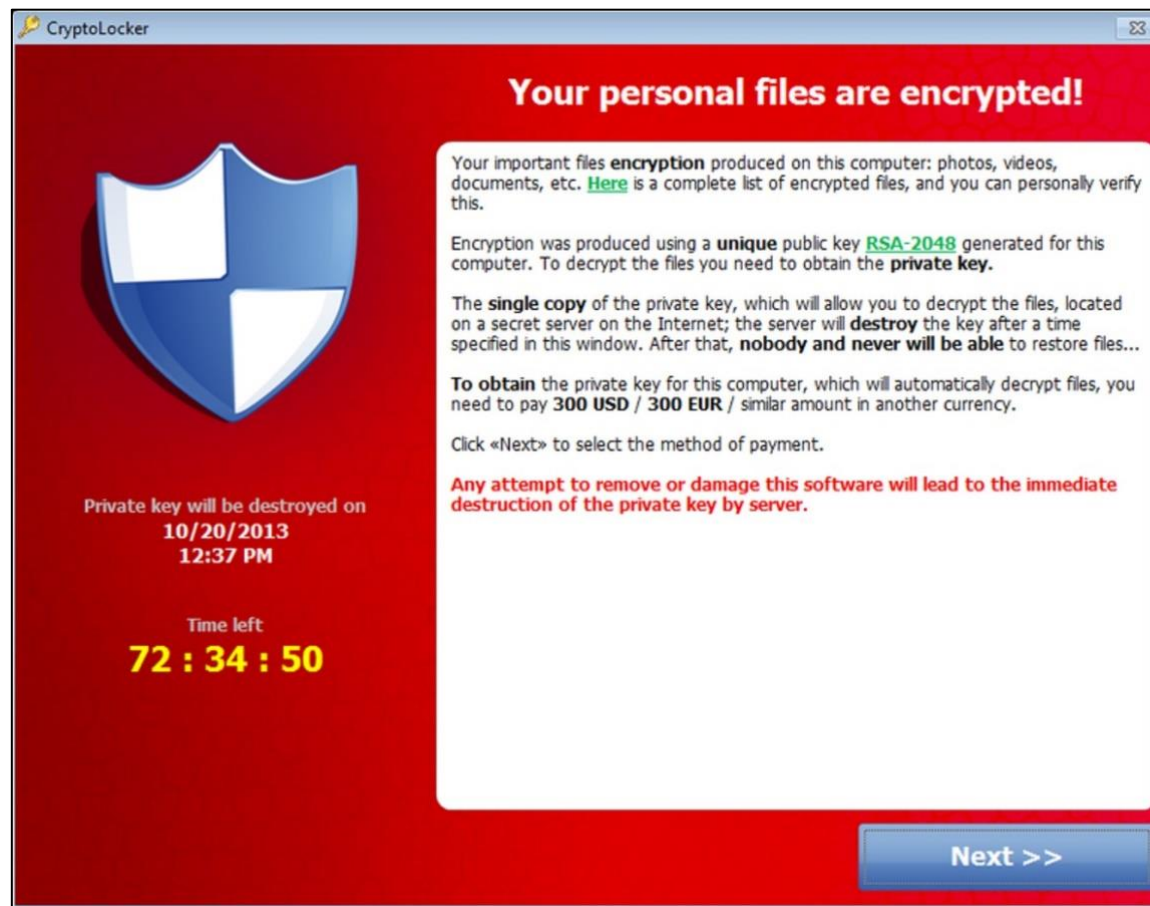 CryptoLocker
Your personal files are encrypted!
Your important files encryption produced on this computer: photos, videos,
documents, etc. Here is a complete list of encrypted files, and you can personally verify
this.
Encryption was produced using a unique public key RSA-2048 generated for this
computer. To decrypt the files you need to obtain the private key.
The single copy of the private key, which will allow you to decrypt the files, located
on a secret server on the Internet; the server will destroy the key after a time
specified in this window. After that, nobody and never will be able to restore files...
To obtain the private key for this computer, which will automatically decrypt files, you
need to pay 300 USD / 300 EUR / similar amount in another currency.
Click «Next» to select the method of payment.
Any attempt to remove or damage this software will lead to the immediate
destruction of the private key by server.
Private key will be destroyed on
10/20/2013
12:37 PM
Time left
72 : 34 : 50
Next >>